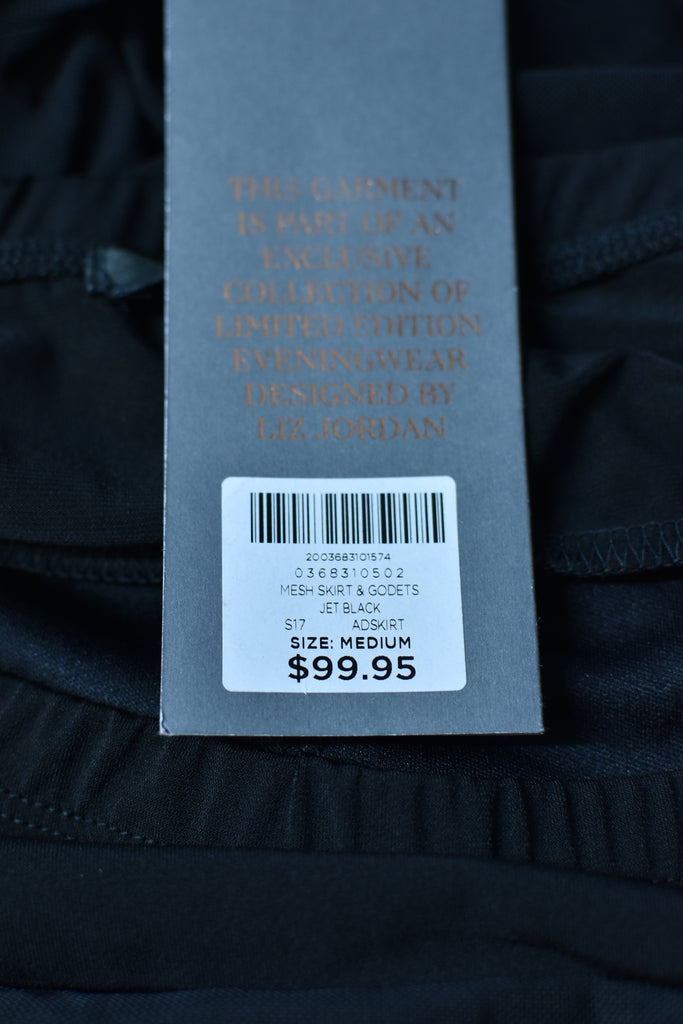 THIS GARMENT
IS PART OF AN
EXCLUSIVE
COLLECTION OF
LIMITED EDITION
EVENINGWEAR
DESIGNED BY
LIZ JORDAN
2003683101574
0368310502
MESH SKIRT & GODETS
JET BLACK
S17 ADSKIRT
SIZE: MEDIUM
$99.95